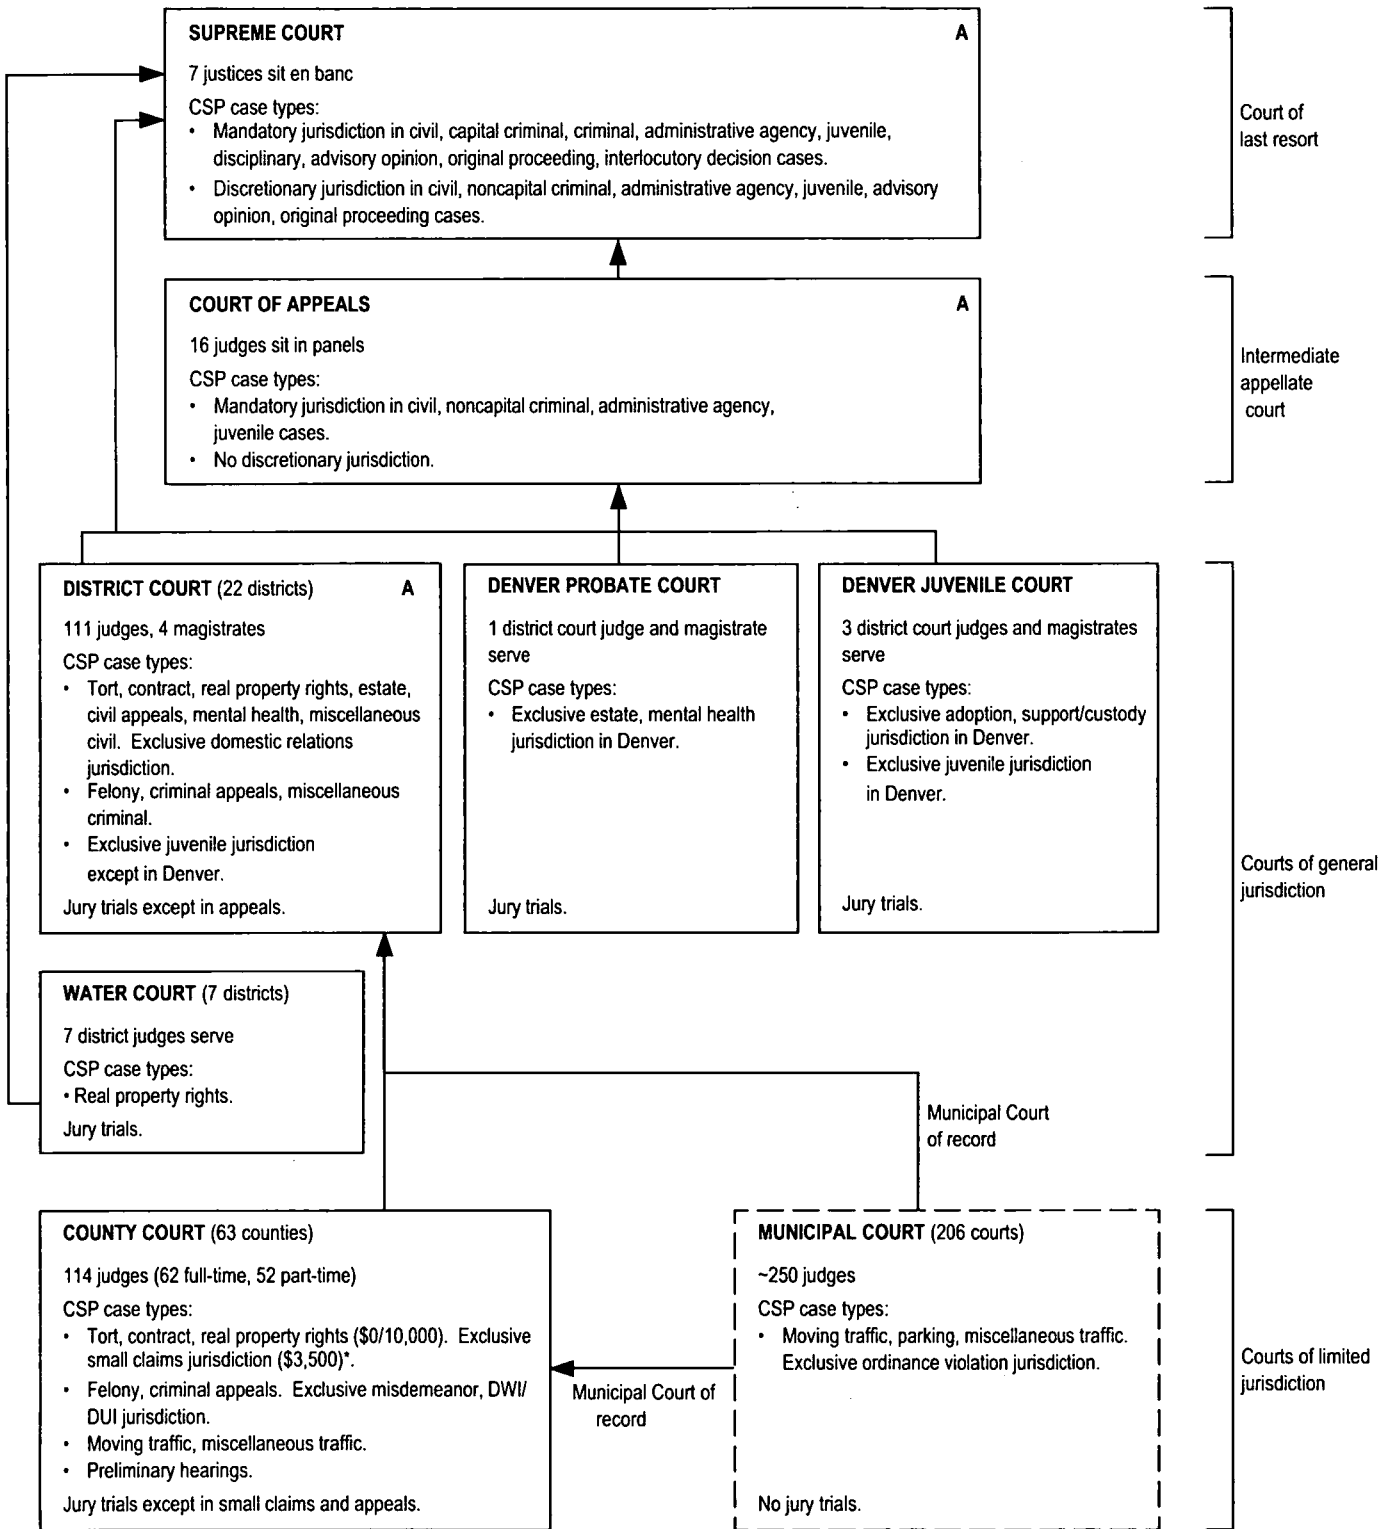 SUPREME COURT A
7 justices sit en banc
CSP case types:
• Mandatory jurisdiction in civil, capital criminal, criminal, administrative agency, juvenile,
disciplinary, advisory opinion, original proceeding, interlocutory decision cases.
• Discretionary jurisdiction in civil, noncapital criminal, administrative agency, juvenile, advisory
opinion, original proceeding cases.
Court of
last resort
COURT OF APPEALS A
16 judges sit in panels
CSP case types:
• Mandatory jurisdiction in civil, noncapital criminal, administrative agency,
juvenile cases.
• No discretionary jurisdiction.
Intermediate
appellate
court
DISTRICT COURT (22 districts) A
111 judges, 4 magistrates
CSP case types:
• Tort, contract, real property rights, estate,
civil appeals, mental health, miscellaneous
civil. Exclusive domestic relations
jurisdiction.
• Felony, criminal appeals, miscellaneous
criminal.
• Exclusive juvenile jurisdiction
except in Denver.
Jury trials except in appeals.
DENVER PROBATE COURT
1 district court judge and magistrate
serve
CSP case types:
• Exclusive estate, mental health
jurisdiction in Denver.
Jury trials.
DENVER JUVENILE COURT
3 district court judges and magistrates
serve
CSP case types:
• Exclusive adoption, support/custody
jurisdiction in Denver.
• Exclusive juvenile jurisdiction
in Denver.
Jury trials.
Courts of general
jurisdiction
WATER COURT (7 districts)
7 district judges serve
CSP case types:
• Real property rights.
Jury trials.
Municipal Court
of record
COUNTY COURT (63 counties)
114 judges (62 full-time, 52 part-time)
CSP case types:
• Tort, contract, real property rights ($0/10,000). Exclusive
small claims jurisdiction ($3,500)*.
• Felony, criminal appeals. Exclusive misdemeanor, DWI/
DUI jurisdiction.
• Moving traffic, miscellaneous traffic.
• Preliminary hearings.
Jury trials except in small claims and appeals.
Municipal Court of
record
MUNICIPAL COURT (206 courts)
~250 judges
CSP case types:
• Moving traffic, parking, miscellaneous traffic.
Exclusive ordinance violation jurisdiction.
No jury trials.
Courts of limited
jurisdiction